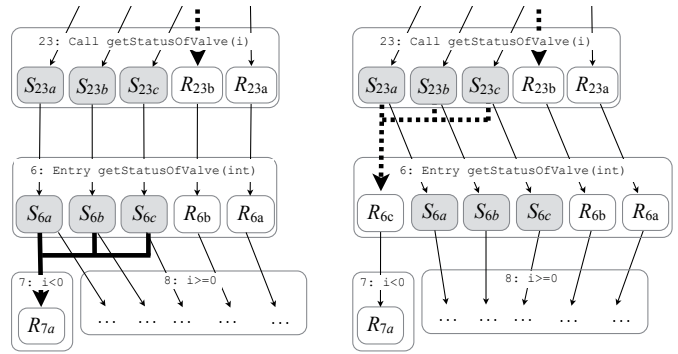 23: Call getStatusOfValve(i)
S23a S23b S23c R23b R23a
6: Entry getStatusOfValve(int)
S6a S6b S6c R6b R6a
7: i<0
8: i>=0
R7a
... ... ... ... ...
23: Call getStatusOfValve(i)
S23a S23b S23c R23b R23a
6: Entry getStatusOfValve(int)
R6c S6a S6b S6c R6b R6a
7: i<0
8: i>=0
R7a
... ... ... ... ...